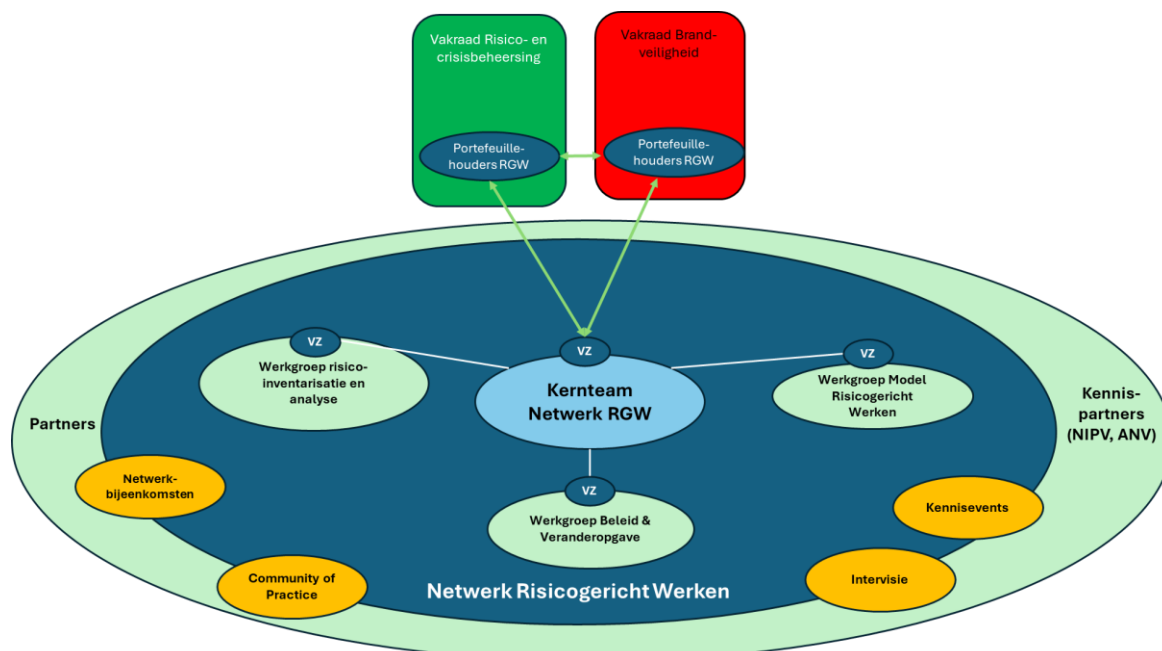 Vakraad Risico- en
crisisbeheersing
Vakraad Brand-
veiligheid
Portefeuille-
houders RGW
Portefeuille-
houders RGW
VZ
Werkgroep risico-
inventarisatie en
analyse
VZ
Kernteam
Netwerk RGW
VZ
Werkgroep Model
Risicogericht
Werken
Partners
Kennis-
partners
(NIPV, ANV)
Netwerk-
bijeenkomsten
VZ
Werkgroep Beleid &
Veranderopgave
Kennisevents
Community of
Practice
Netwerk Risicogericht Werken
Intervisie